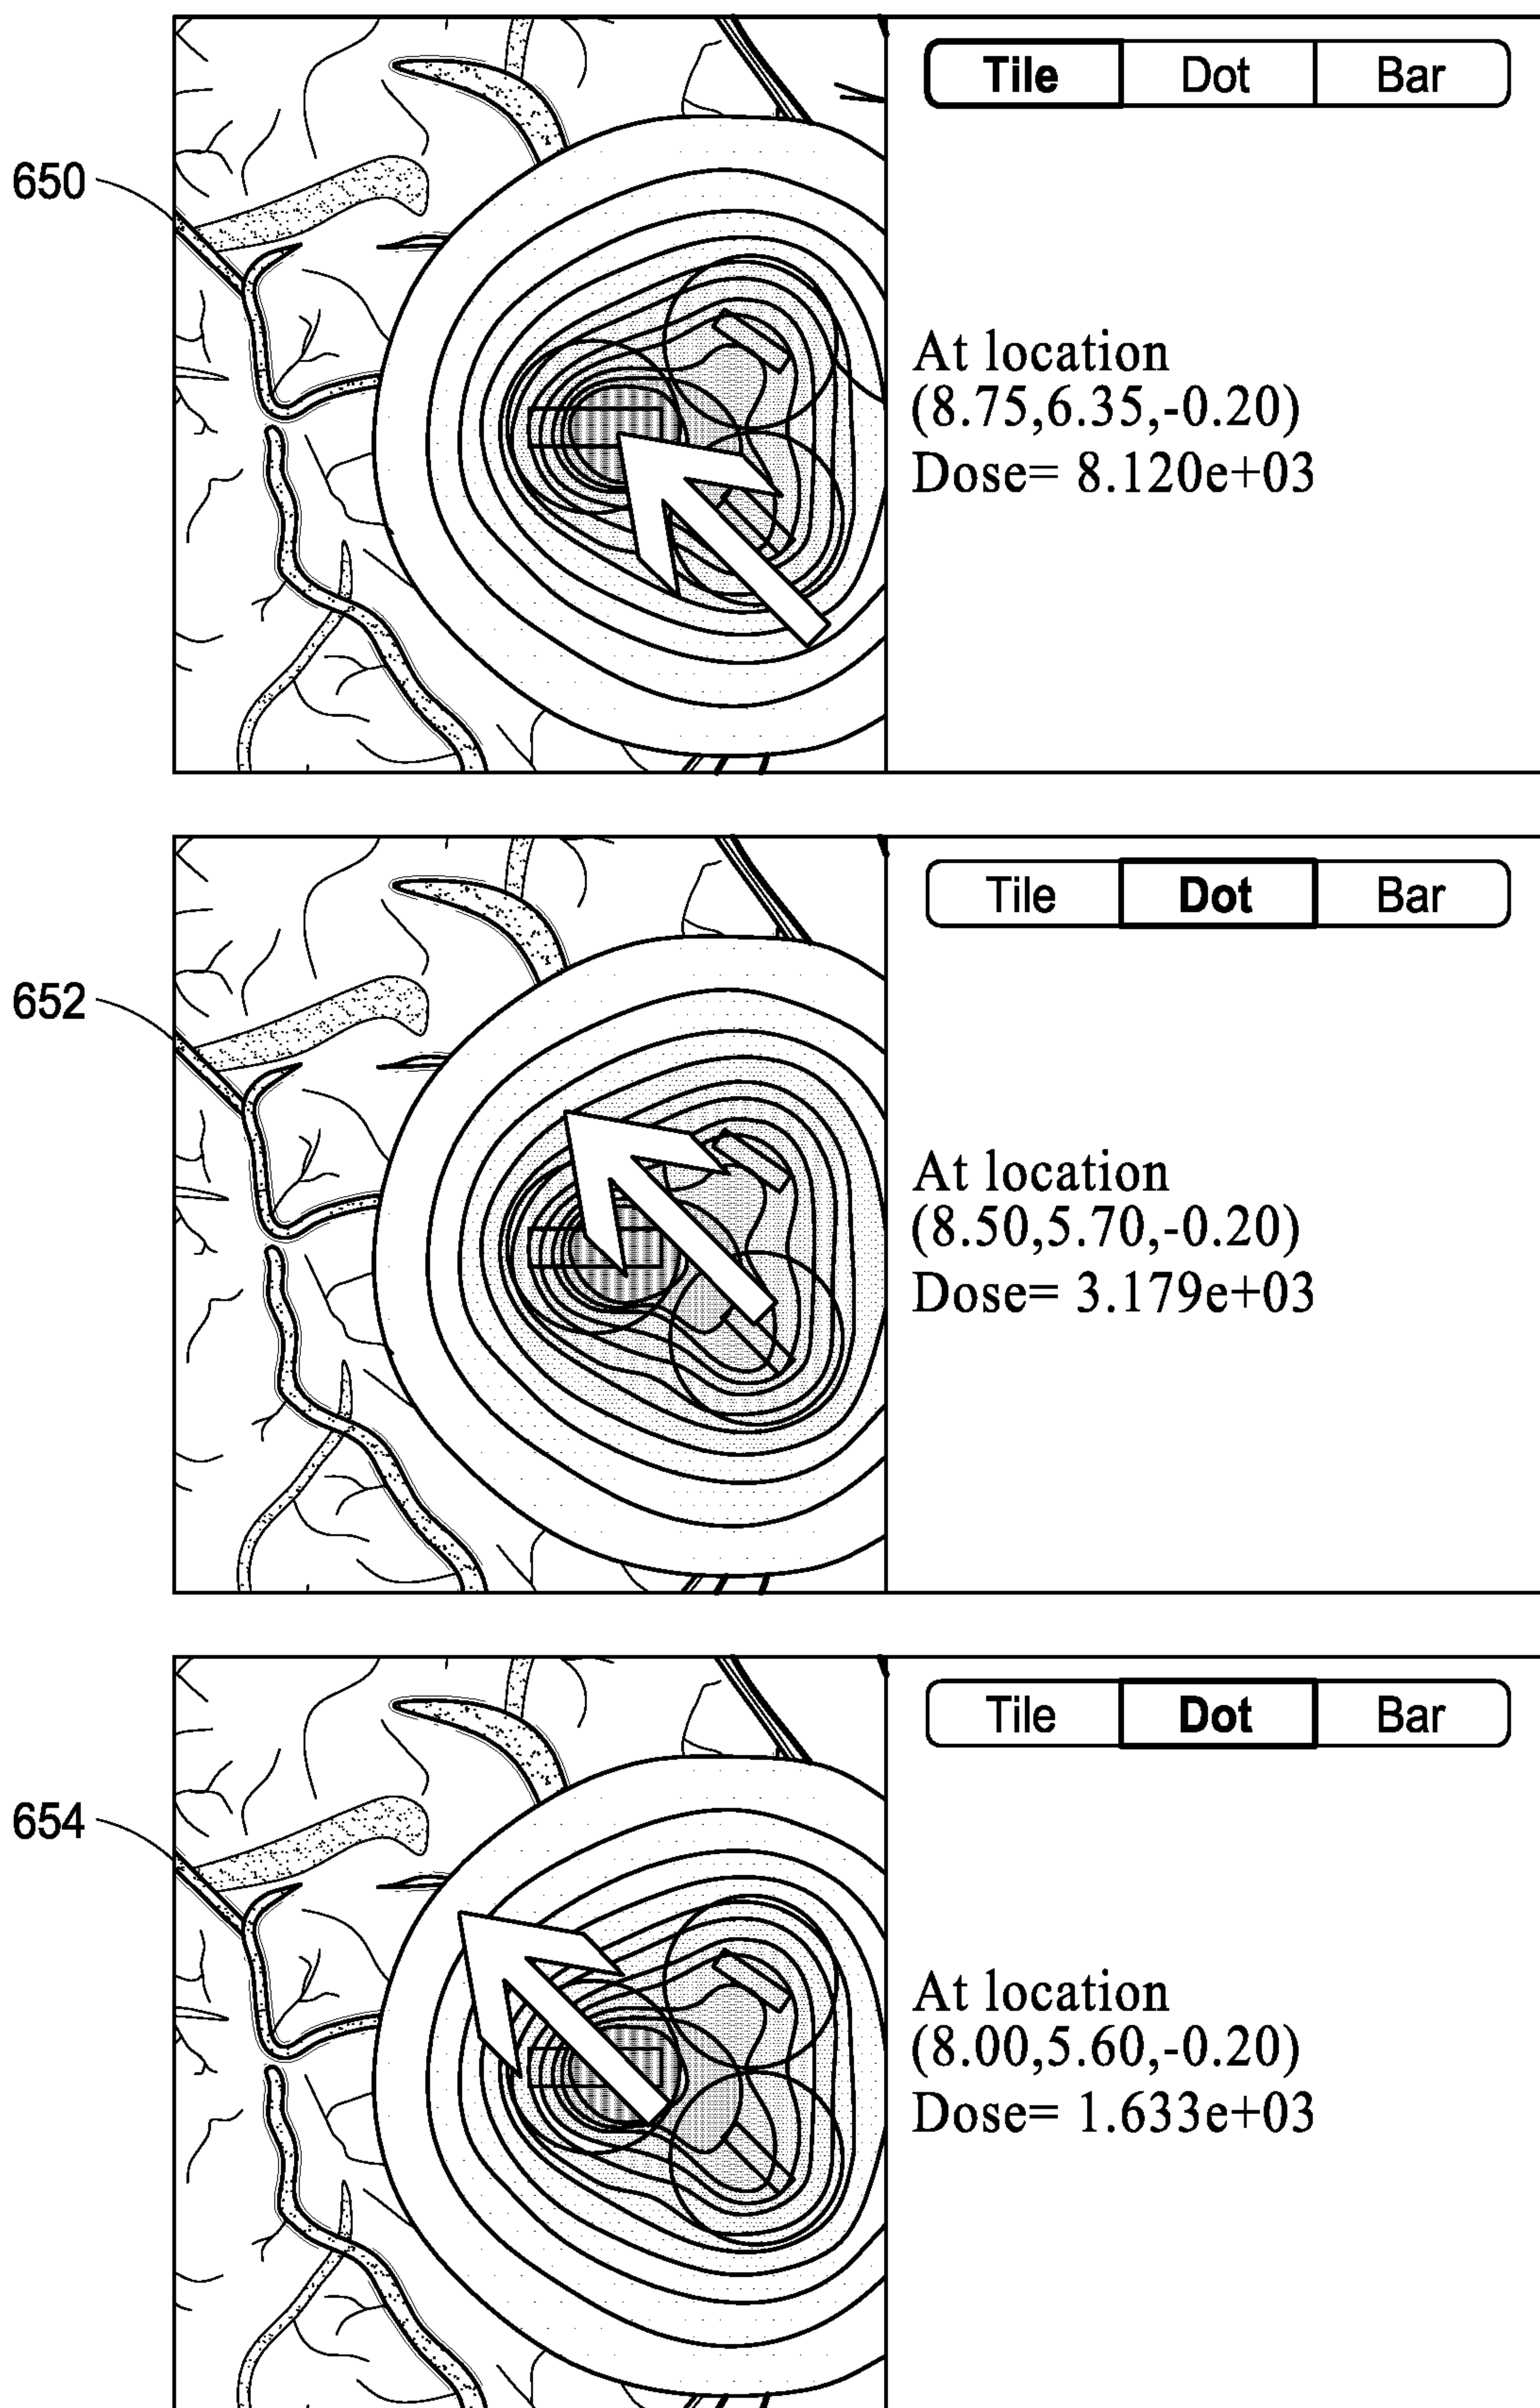 Tile Dot Bar
650
At location
(8.75,6.35,-0.20)
Dose= 8.120e+03
Tile Dot Bar
652
At location
(8.50,5.70,-0.20)
Dose= 3.179e+03
Tile Dot Bar
654
At location
(8.00,5.60,-0.20)
Dose= 1.633e+03